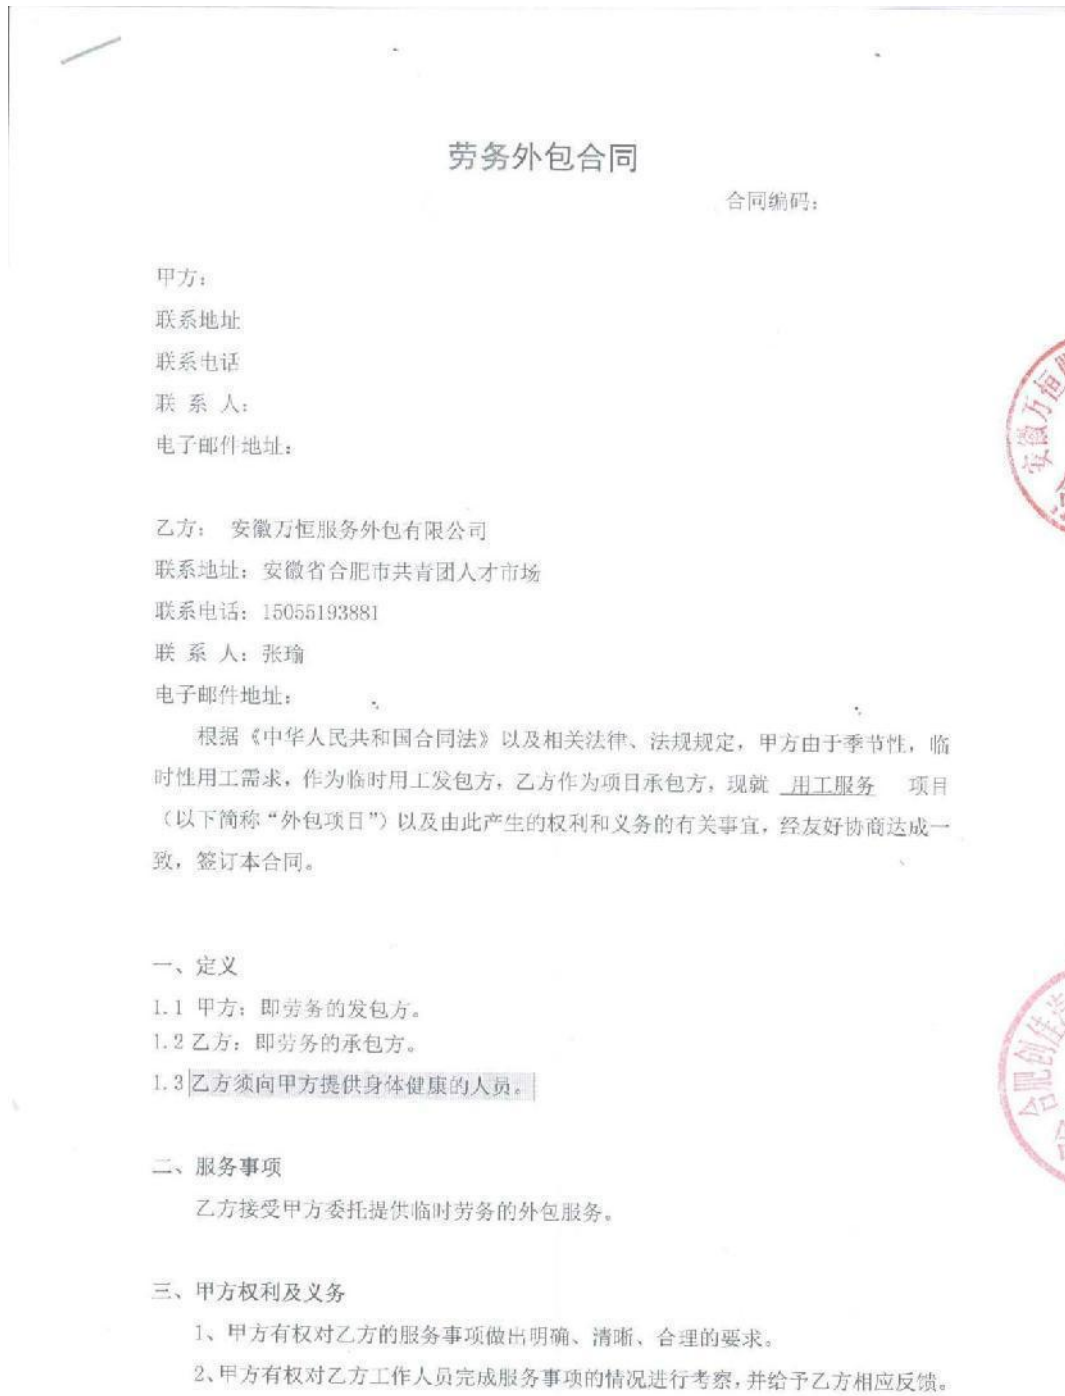 劳务外包合同
合同编码：
甲方：
联系地址
联系电话
联 系 人：
电子邮件地址：
安徽万恒
乙方： 安徽万恒服务外包有限公司
联系地址：安徽省合肥市共青团人才市场
联系电话：15055193881
联 系 人：张瑜
电子邮件地址：
根据《中华人民共和国合同法》以及相关法律、法规规定，甲方由于季节性，临
时性用工需求，作为临时用工发包方，乙方作为项目承包方，现就 用工服务 项目
（以下简称“外包项目”）以及由此产生的权利和义务的有关事宜，经友好协商达成一
致，签订本合同。
一、定义
1.1 甲方：即劳务的发包方。
1.2乙方：即劳务的承包方。
1.3乙方须向甲方提供身体健康的人员。
合肥创佳
二、服务事项
乙方接受甲方委托提供临时劳务的外包服务。
三、甲方权利及义务
1、甲方有权对乙方的服务事项做出明确、清晰、合理的要求。
2、甲方有权对乙方工作人员完成服务事项的情况进行考察，并给予乙方相应反馈。